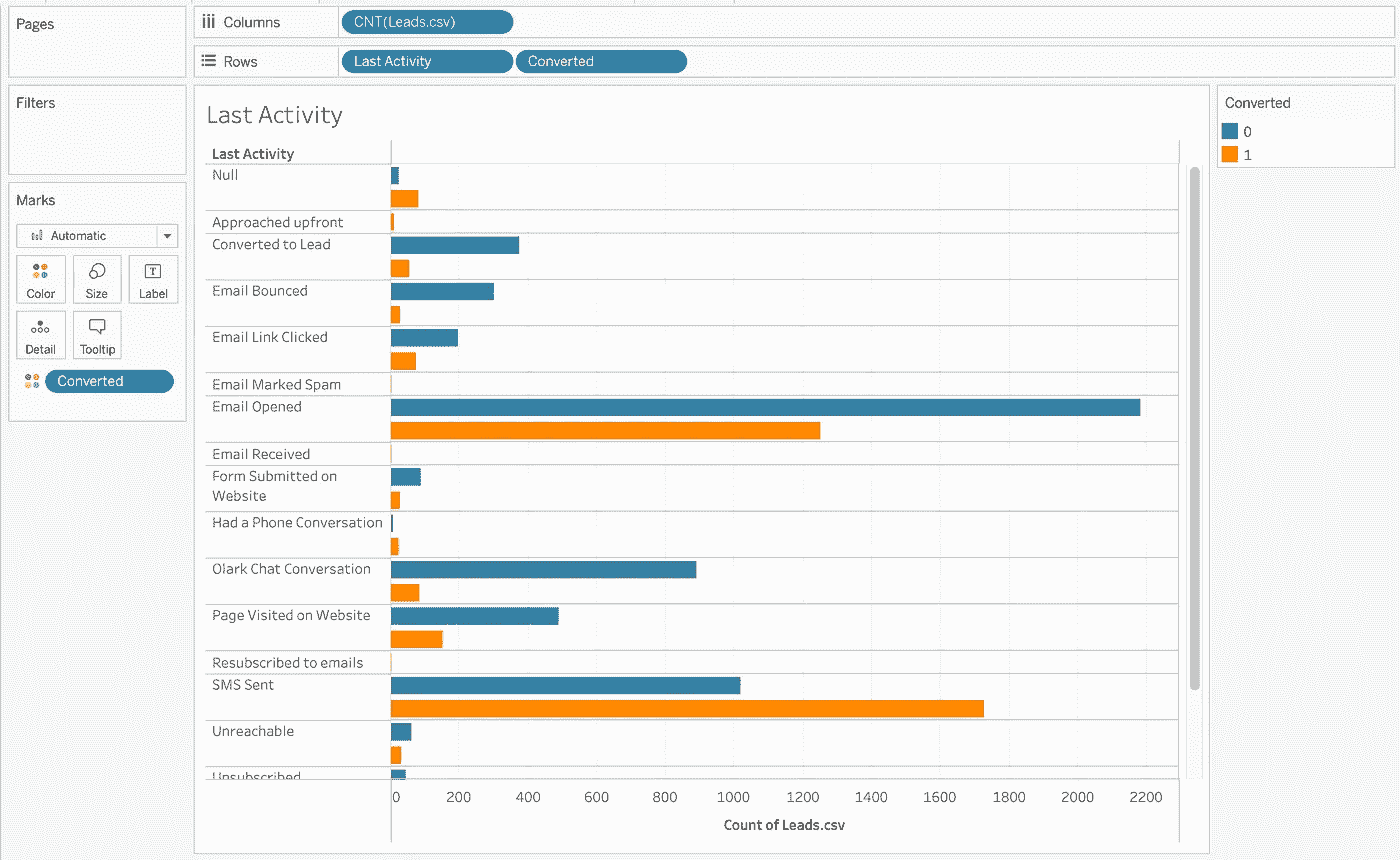 Pages
Columns
CNT(Leads.csv)
Rows
Last Activity
Converted
Filters
Marks
Automatic
Color
Size
Label
Detail
Tooltip
Converted
Last Activity
Last Activity
Null
Approached upfront
Converted to Lead
Email Bounced
Email Link Clicked
Email Marked Spam
Email Opened
Email Received
Form Submitted on
Website
Had a Phone Conversation
Olark Chat Conversation
Page Visited on Website
Resubscribed to emails
SMS Sent
Unreachable
Unsubscribed
0 200 400 600 800 1000 1200 1400 1600 1800 2000 2200
Count of Leads.csv
Converted
0
1